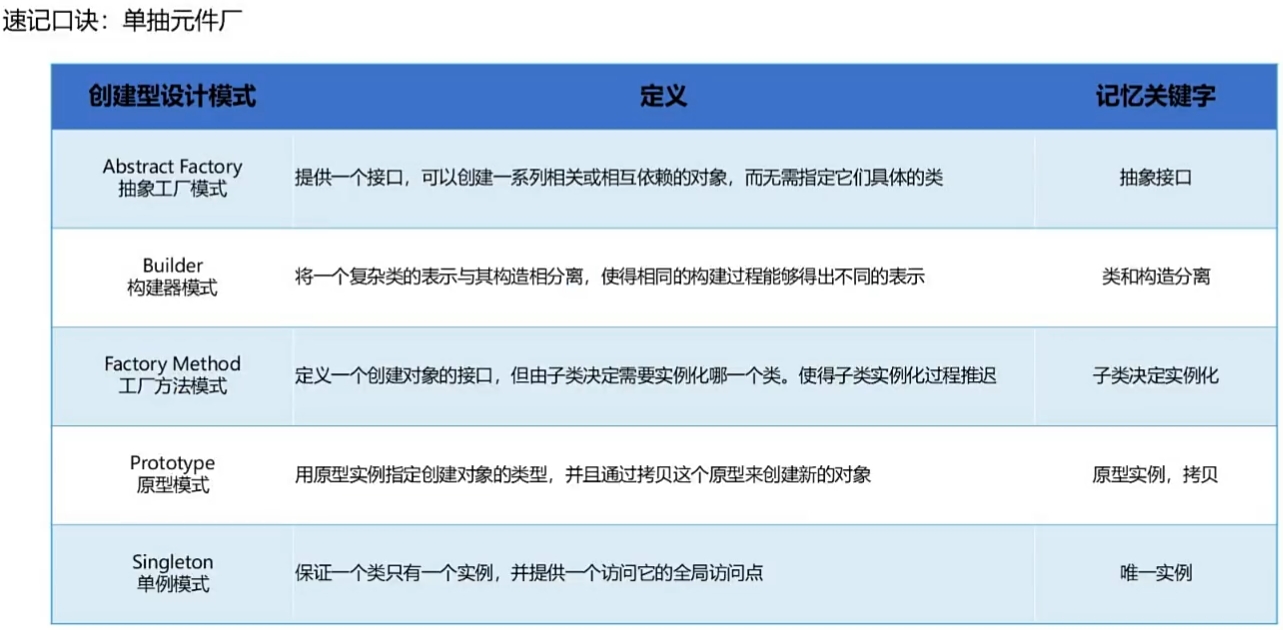 速记口诀：单抽元件厂
创建型设计模式 定义 记忆关键字
Abstract Factory
抽象工厂模式
提供一个接口，可以创建一系列相关或相互依赖的对象，而无需指定它们具体的类
抽象接口
Builder
构建器模式
将一个复杂类的表示与其构造相分离，使得相同的构建过程能够得出不同的表示
类和构造分离
Factory Method
工厂方法模式
定义一个创建对象的接口，但由子类决定需要实例化哪一个类。使得子类实例化过程推迟
子类决定实例化
Prototype
原型模式
用原型实例指定创建对象的类型，并且通过拷贝这个原型来创建新的对象
原型实例，拷贝
Singleton
单例模式
保证一个类只有一个实例，并提供一个访问它的全局访问点
唯一实例